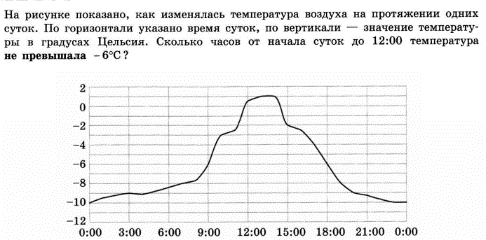 На рисунке показано, как изменялась температура воздуха на протяжении одних
суток. По горизонтали указано время суток, по вертикали — значение температу-
ры в градусах Цельсия. Сколько часов от начала суток до 12:00 температура
не превышала –6°C?
2
0
−2
−4
−6
−8
−10
−12
0:00 3:00 6:00 9:00 12:00 15:00 18:00 21:00 0:00